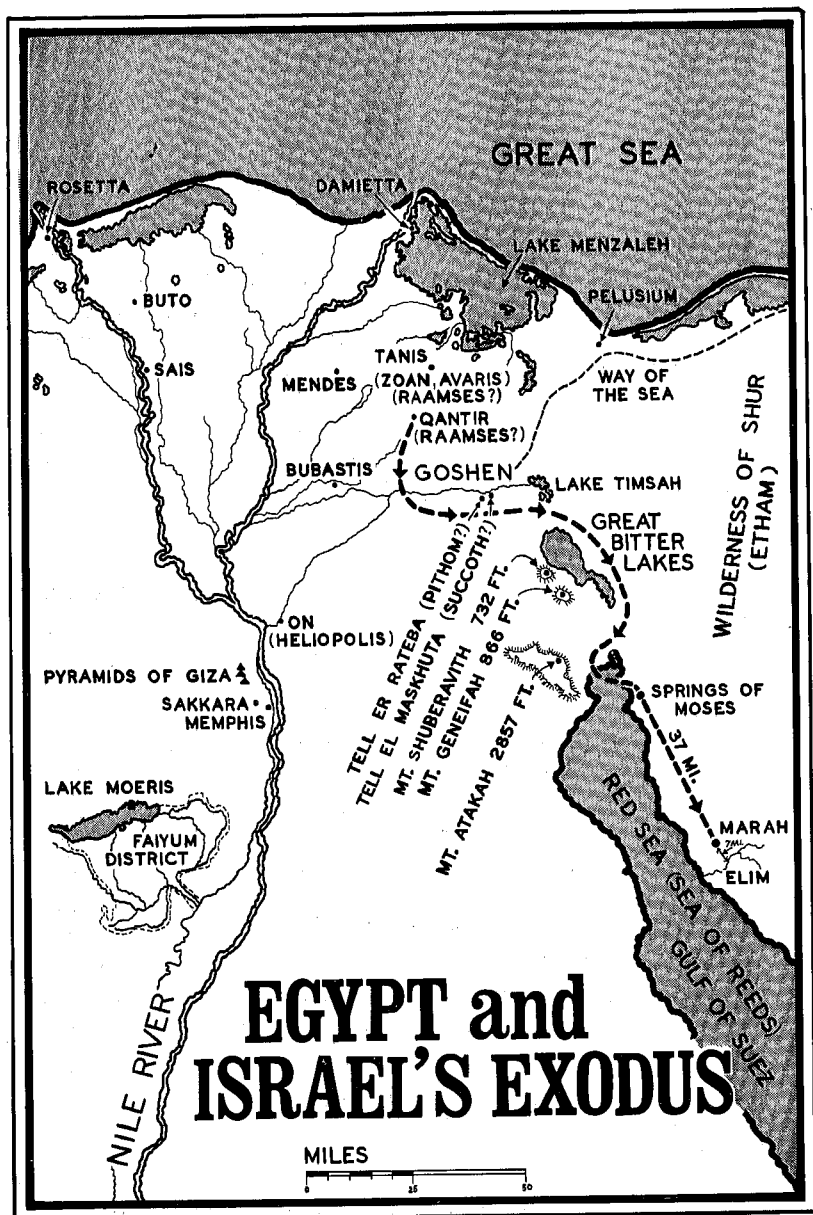 GREAT SEA
ROSETTA
DAMIETTA
LAKE MENZALEH
PELUSIUM
BUTO
SAIS
MENDES
TANIS
(ZOAN, AVARIS)
(RAAMSES?)
WAY OF
THE SEA
QANTIR
(RAAMSES?)
BUBASTIS
GOSHEN
LAKE TIMSAH
GREAT
BITTER
LAKES
WILDERNESS OF SHUR
(ETHAM)
TELL ER RATEBA (PITHOM?)
TELL EL MASKHUTA (SUCCOTH?)
MT. SHUBERAVITH 732 FT.
MT. GENEIFAH 866 FT.
MT. ATAKAH 2857 FT.
ON
(HELIOPOLIS)
PYRAMIDS OF GIZA
SAKKARA
MEMPHIS
SPRINGS OF
MOSES
37 MI.
LAKE MOERIS
FAIYUM
DISTRICT
MARAH
7 MI.
ELIM
RED SEA (SEA OF REEDS)
GULF OF SUEZ
NILE RIVER
EGYPT and
ISRAEL'S EXODUS
MILES
0 25 50